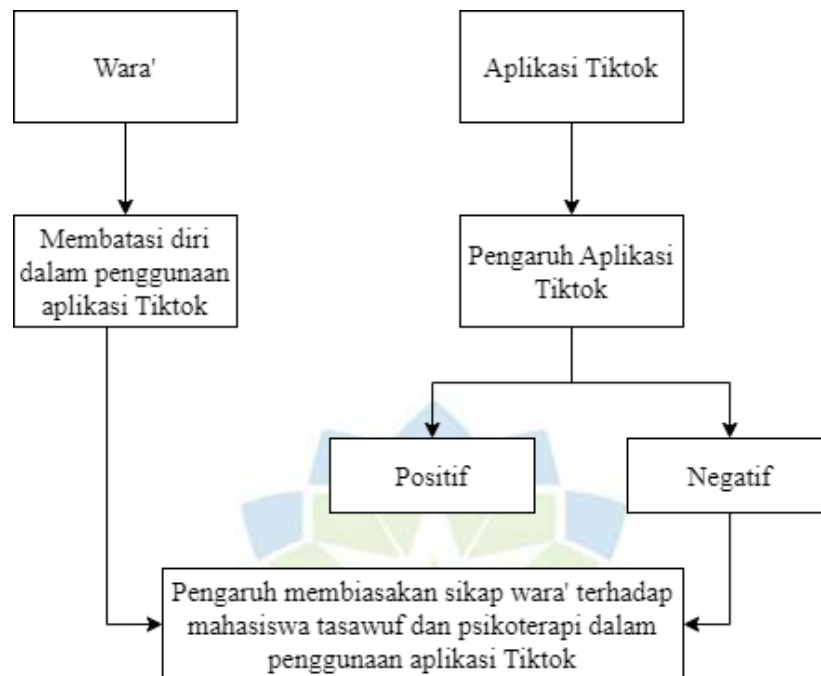 Wara'
Aplikasi Tiktok
Membatasi diri
dalam penggunaan
aplikasi Tiktok
Pengaruh Aplikasi
Tiktok
Positif
Negatif
Pengaruh membiasakan sikap wara' terhadap
mahasiswa tasawuf dan psikoterapi dalam
penggunaan aplikasi Tiktok